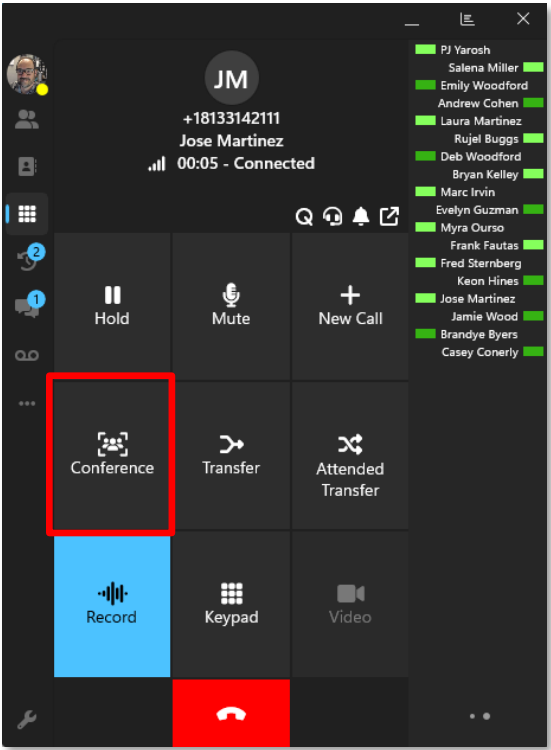 JM
+18133142111
Jose Martinez
00:05 - Connected
Q
2
1
Hold
Mute
New Call
Conference
Transfer
Attended
Transfer
Record
Keypad
Video
PJ Yarosh
Salena Miller
Emily Woodford
Andrew Cohen
Laura Martinez
Rujel Buggs
Deb Woodford
Bryan Kelley
Marc Irvin
Evelyn Guzman
Myra Ourso
Frank Fautas
Fred Sternberg
Keon Hines
Jose Martinez
Jamie Wood
Brandye Byers
Casey Conerly